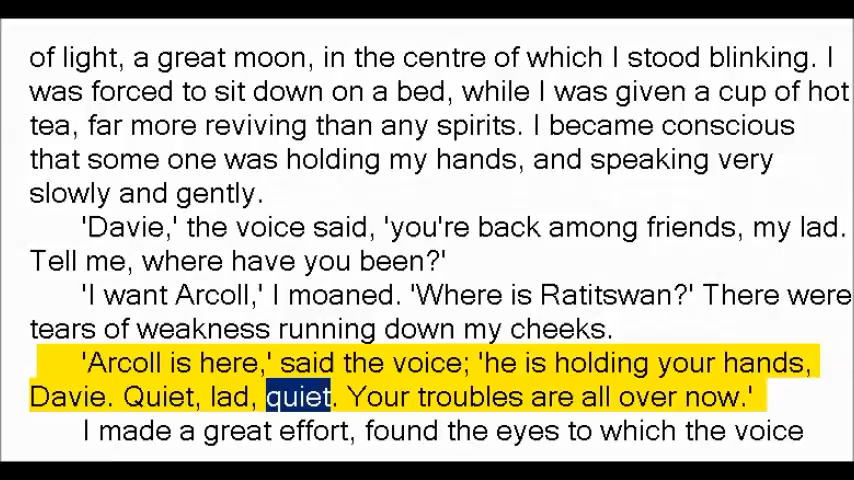 of light, a great moon, in the centre of which I stood blinking. I
was forced to sit down on a bed, while I was given a cup of hot
tea, far more reviving than any spirits. I became conscious
that some one was holding my hands, and speaking very
slowly and gently.
'Davie,' the voice said, 'you're back among friends, my lad.
Tell me, where have you been?'
'I want Arcoll,' I moaned. 'Where is Ratitswan?' There were
tears of weakness running down my cheeks.
'Arcoll is here,' said the voice; 'he is holding your hands,
Davie. Quiet, lad, quiet. Your troubles are all over now.'
I made a great effort, found the eyes to which the voice